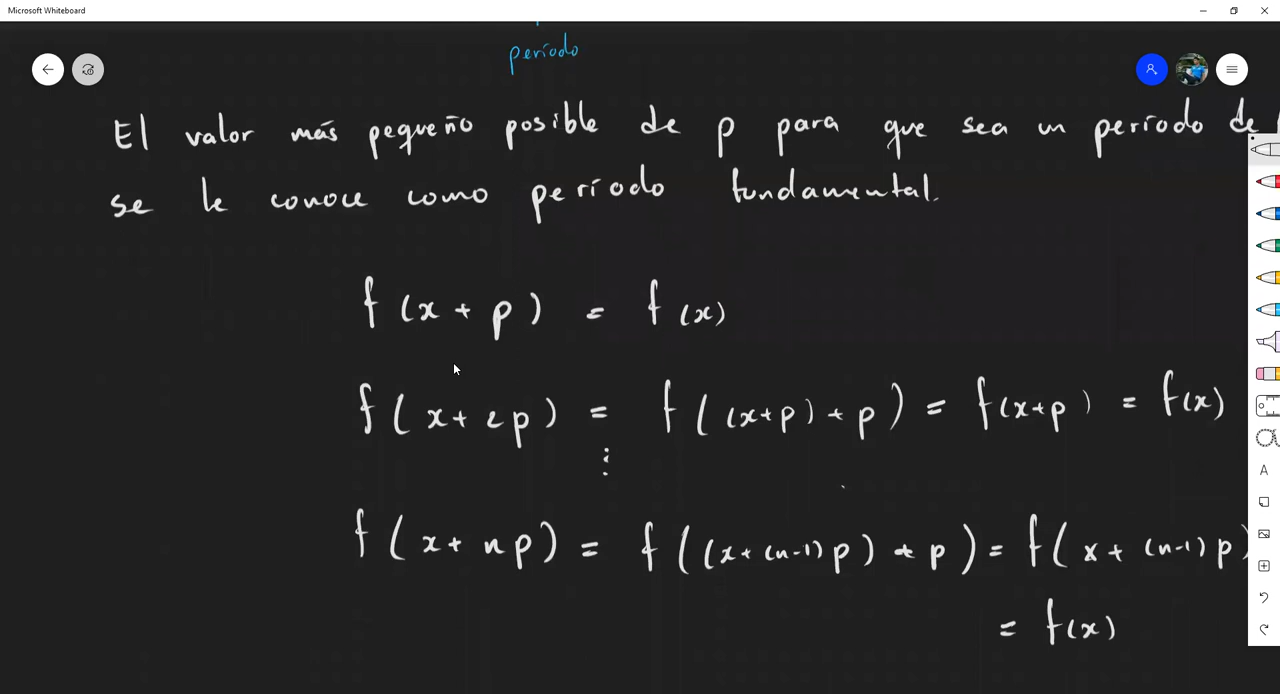 Microsoft Whiteboard
período
El valor más pequeño posible de p para que sea un período de
se le conoce como período fundamental.
f(x + p) = f(x)
f(x+2p) = f((x+p)+p) = f(x+p) = f(x)
⋮
f(x+np) = f((x+(n-1)p)+p) = f(x+(n-1)p)
= f(x)
A